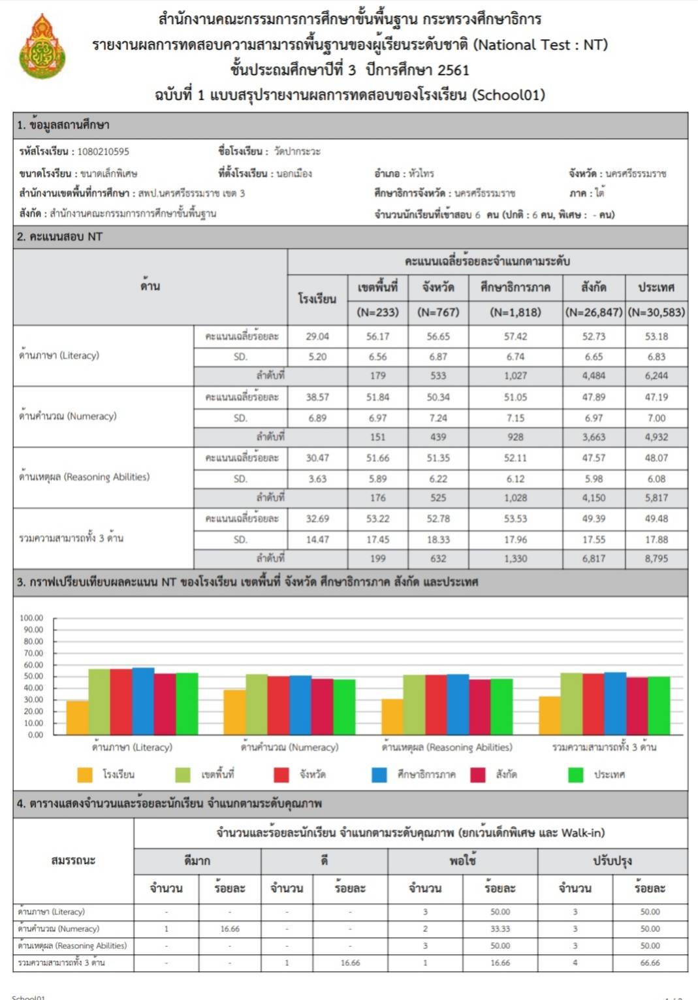 สำนักงานคณะกรรมการการศึกษาขั้นพื้นฐาน กระทรวงศึกษาธิการ
รายงานผลการทดสอบความสามารถพื้นฐานของผู้เรียนระดับชาติ (National Test : NT)
ชั้นประถมศึกษาปีที่ 3 ปีการศึกษา 2561
ฉบับที่ 1 แบบสรุปรายงานผลการทดสอบของโรงเรียน (School01)
1. ข้อมูลสถานศึกษา
รหัสโรงเรียน : 1080210595 ชื่อโรงเรียน : วัดปากระวะ
ขนาดโรงเรียน : ขนาดเล็กพิเศษ ที่ตั้งโรงเรียน : นอกเมือง อำเภอ : หัวไทร จังหวัด : นครศรีธรรมราช
สำนักงานเขตพื้นที่การศึกษา : สพป.นครศรีธรรมราช เขต 3 ศึกษาธิการจังหวัด : นครศรีธรรมราช ภาค : ใต้
สังกัด : สำนักงานคณะกรรมการการศึกษาขั้นพื้นฐาน จำนวนนักเรียนที่เข้าสอบ 6 คน (ปกติ : 6 คน, พิเศษ : - คน)
2. คะแนนสอบ NT
ด้าน คะแนนเฉลี่ยร้อยละจำแนกตามระดับ
โรงเรียน เขตพื้นที่ จังหวัด ศึกษาธิการภาค สังกัด ประเทศ
(N=233) (N=767) (N=1,818) (N=26,847) (N=30,583)
ด้านภาษา (Literacy) คะแนนเฉลี่ยร้อยละ 29.04 56.17 56.65 57.42 52.73 53.18
SD. 5.20 6.56 6.87 6.74 6.65 6.83
ลำดับที่ 179 533 1,027 4,484 6,244
ด้านคำนวณ (Numeracy) คะแนนเฉลี่ยร้อยละ 38.57 51.84 50.34 51.05 47.89 47.19
SD. 6.89 6.97 7.24 7.15 6.97 7.00
ลำดับที่ 151 439 928 3,663 4,932
ด้านเหตุผล (Reasoning Abilities) คะแนนเฉลี่ยร้อยละ 30.47 51.66 51.35 52.11 47.57 48.07
SD. 3.63 5.89 6.22 6.12 5.98 6.08
ลำดับที่ 176 525 1,028 4,150 5,817
รวมความสามารถทั้ง 3 ด้าน คะแนนเฉลี่ยร้อยละ 32.69 53.22 52.78 53.53 49.39 49.48
SD. 14.47 17.45 18.33 17.96 17.55 17.88
ลำดับที่ 199 632 1,330 6,817 8,795
3. กราฟเปรียบเทียบผลคะแนน NT ของโรงเรียน เขตพื้นที่ จังหวัด ศึกษาธิการภาค สังกัด และประเทศ
100.00
90.00
80.00
70.00
60.00
50.00
40.00
30.00
20.00
10.00
0.00
ด้านภาษา (Literacy) ด้านคำนวณ (Numeracy) ด้านเหตุผล (Reasoning Abilities) รวมความสามารถทั้ง 3 ด้าน
โรงเรียน เขตพื้นที่ จังหวัด ศึกษาธิการภาค สังกัด ประเทศ
4. ตารางแสดงจำนวนและร้อยละนักเรียน จำแนกตามระดับคุณภาพ
สมรรถนะ จำนวนและร้อยละนักเรียน จำแนกตามระดับคุณภาพ (ยกเว้นเด็กพิเศษ และ Walk-in)
ดีมาก ดี พอใช้ ปรับปรุง
จำนวน ร้อยละ จำนวน ร้อยละ จำนวน ร้อยละ จำนวน ร้อยละ
ด้านภาษา (Literacy) - - - - 3 50.00 3 50.00
ด้านคำนวณ (Numeracy) 1 16.66 - - 2 33.33 3 50.00
ด้านเหตุผล (Reasoning Abilities) - - - - 3 50.00 3 50.00
รวมความสามารถทั้ง 3 ด้าน - - 1 16.66 1 16.66 4 66.66
School01